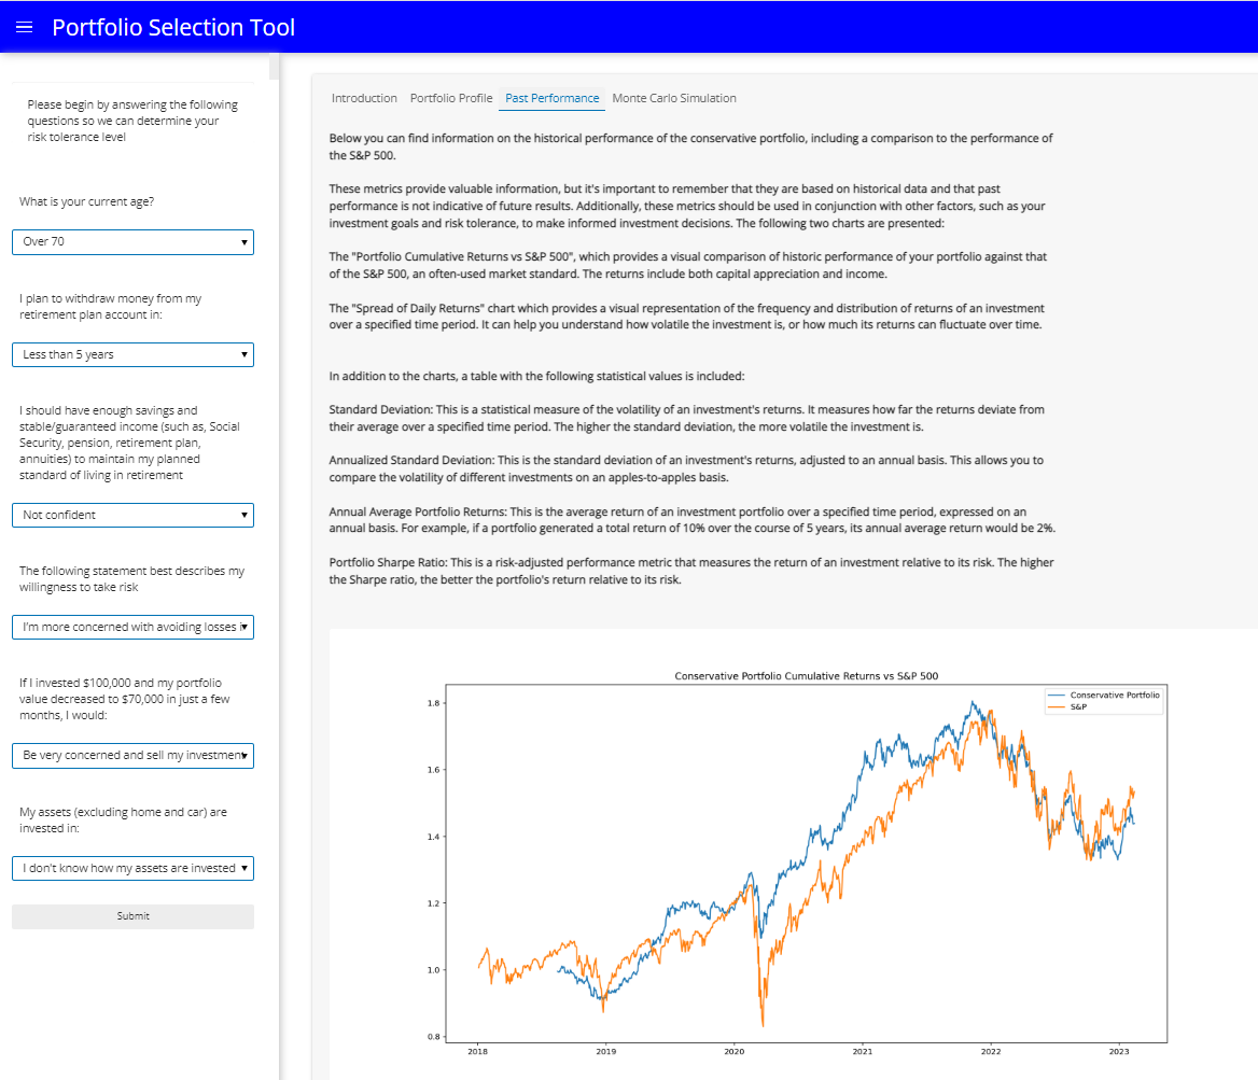 Portfolio Selection Tool
Please begin by answering the following
questions so we can determine your
risk tolerance level
What is your current age?
Over 70
I plan to withdraw money from my
retirement plan account in:
Less than 5 years
I should have enough savings and
stable/guaranteed income (such as, Social
Security, pension, retirement plan,
annuities) to maintain my planned
standard of living in retirement
Not confident
The following statement best describes my
willingness to take risk
I'm more concerned with avoiding losses
If I invested $100,000 and my portfolio
value decreased to $70,000 in just a few
months, I would:
Be very concerned and sell my investmen
My assets (excluding home and car) are
invested in:
I don't know how my assets are invested
Submit
Introduction Portfolio Profile Past Performance Monte Carlo Simulation
Below you can find information on the historical performance of the conservative portfolio, including a comparison to the performance of
the S&P 500.
These metrics provide valuable information, but it's important to remember that they are based on historical data and that past
performance is not indicative of future results. Additionally, these metrics should be used in conjunction with other factors, such as your
investment goals and risk tolerance, to make informed investment decisions. The following two charts are presented:
The "Portfolio Cumulative Returns vs S&P 500", which provides a visual comparison of historic performance of your portfolio against that
of the S&P 500, an often-used market standard. The returns include both capital appreciation and income.
The "Spread of Daily Returns" chart which provides a visual representation of the frequency and distribution of returns of an investment
over a specified time period. It can help you understand how volatile the investment is, or how much its returns can fluctuate over time.
In addition to the charts, a table with the following statistical values is included:
Standard Deviation: This is a statistical measure of the volatility of an investment's returns. It measures how far the returns deviate from
their average over a specified time period. The higher the standard deviation, the more volatile the investment is.
Annualized Standard Deviation: This is the standard deviation of an investment's returns, adjusted to an annual basis. This allows you to
compare the volatility of different investments on an apples-to-apples basis.
Annual Average Portfolio Returns: This is the average return of an investment portfolio over a specified time period, expressed on an
annual basis. For example, if a portfolio generated a total return of 10% over the course of 5 years, its annual average return would be 2%.
Portfolio Sharpe Ratio: This is a risk-adjusted performance metric that measures the return of an investment relative to its risk. The higher
the Sharpe ratio, the better the portfolio's return relative to its risk.
Conservative Portfolio Cumulative Returns vs S&P 500
Conservative Portfolio
S&P
1.8
1.6
1.4
1.2
1.0
0.8
2018 2019 2020 2021 2022 2023